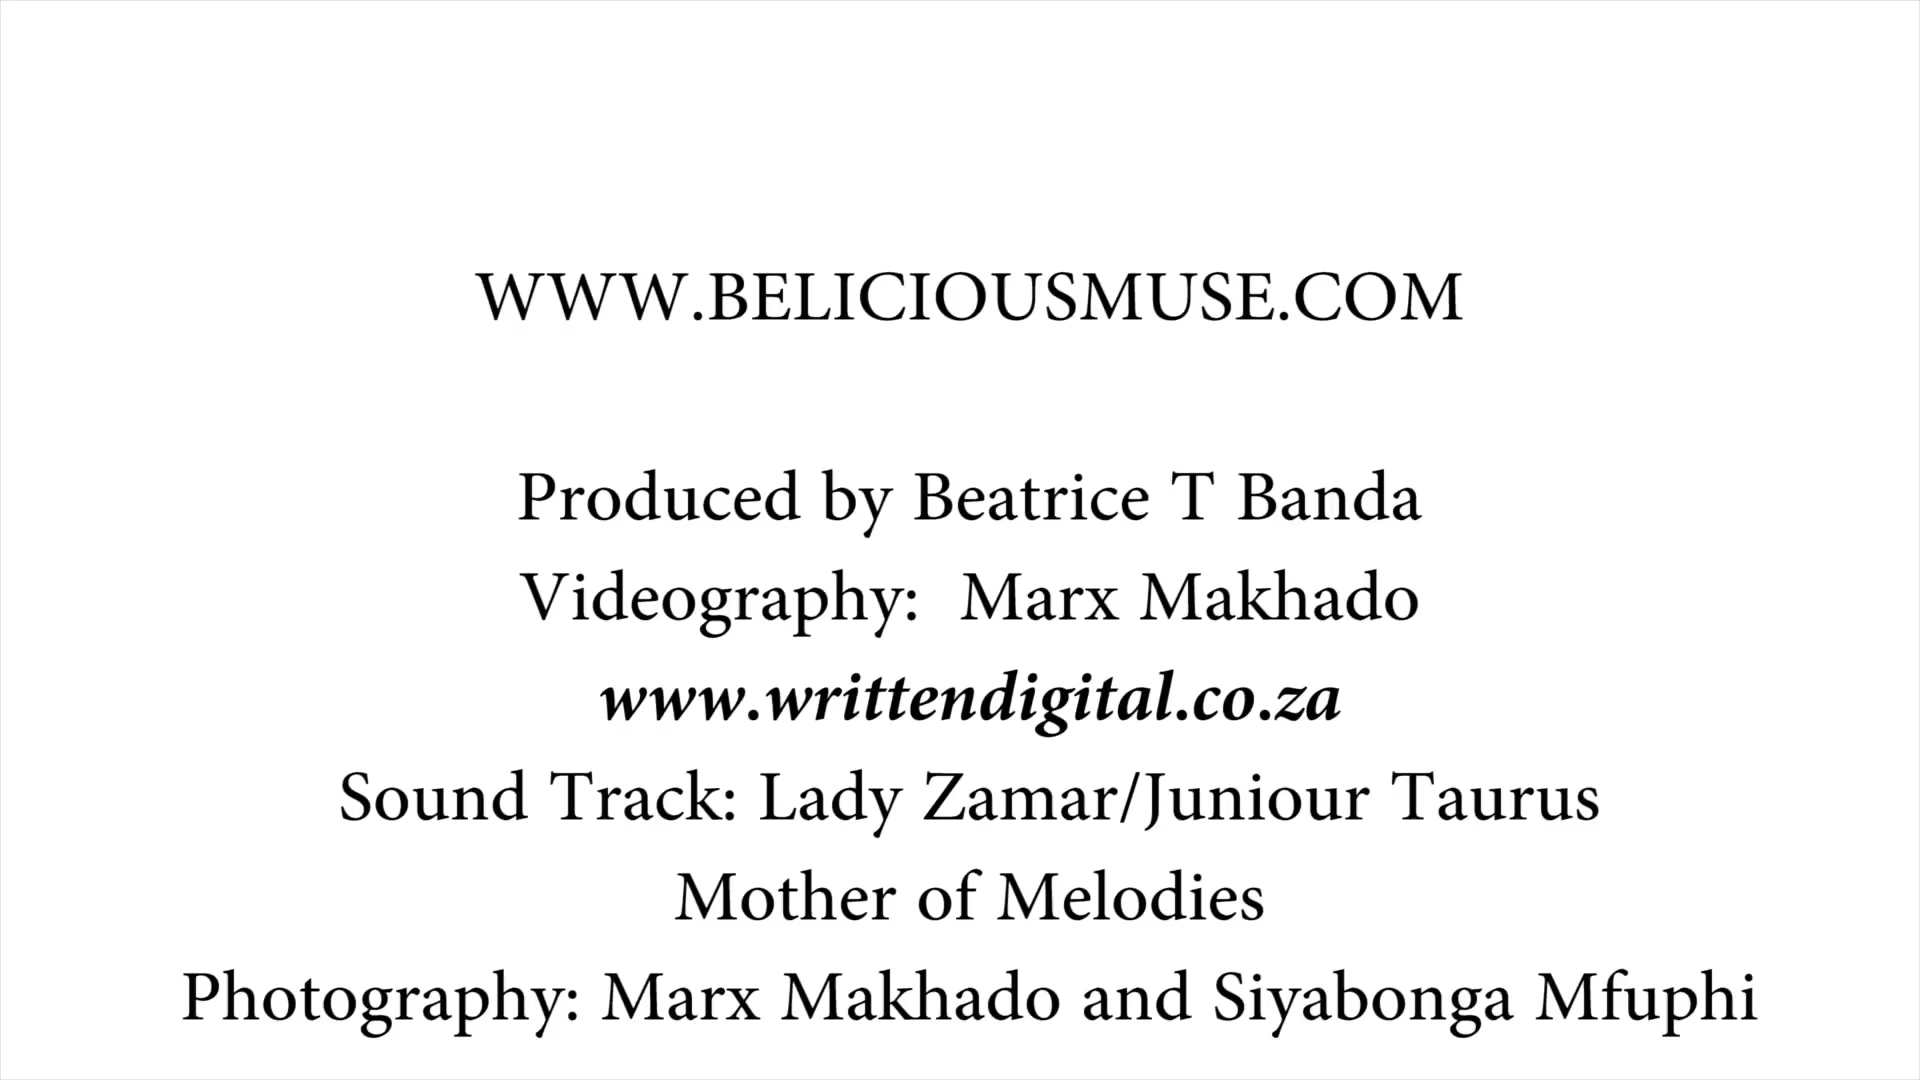 WWW.BELICIOUSMUSE.COM
Produced by Beatrice T Banda
Videography:  Marx Makhado
www.writtendigital.co.za
Sound Track: Lady Zamar/Juniour Taurus
Mother of Melodies
Photography: Marx Makhado and Siyabonga Mfuphi